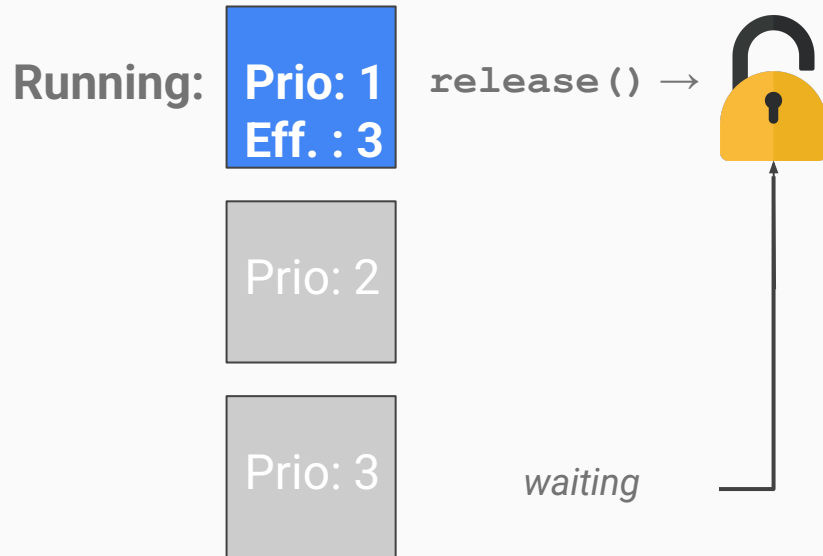 Running:
Prio: 1
Eff. : 3
release() →
Prio: 2
Prio: 3
waiting